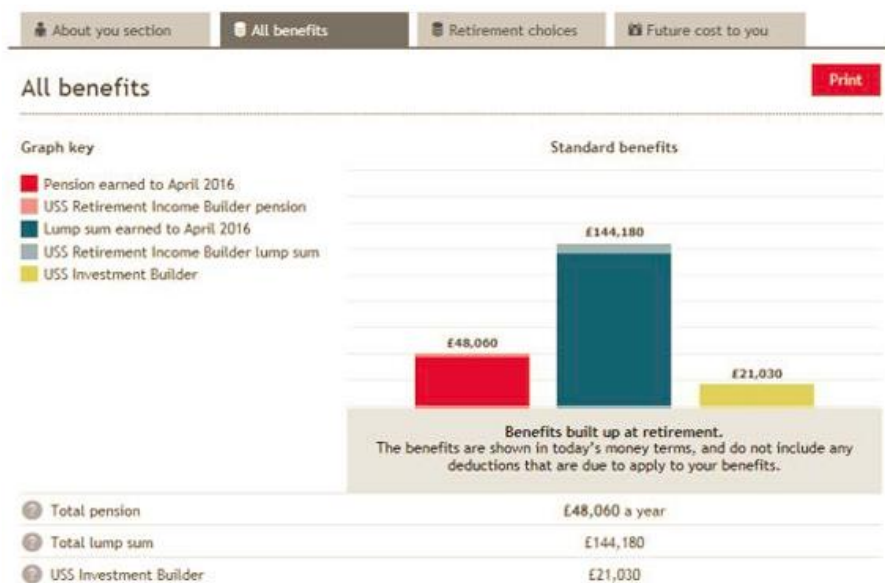 About you section
All benefits
Retirement choices
Future cost to you
All benefits
Print
Graph key
Standard benefits
Pension earned to April 2016
USS Retirement Income Builder pension
Lump sum earned to April 2016
USS Retirement Income Builder lump sum
USS Investment Builder
£144,180
£48,060
£21,030
Benefits built up at retirement.
The benefits are shown in today's money terms, and do not include any
deductions that are due to apply to your benefits.
? Total pension £48,060 a year
? Total lump sum £144,180
? USS Investment Builder £21,030